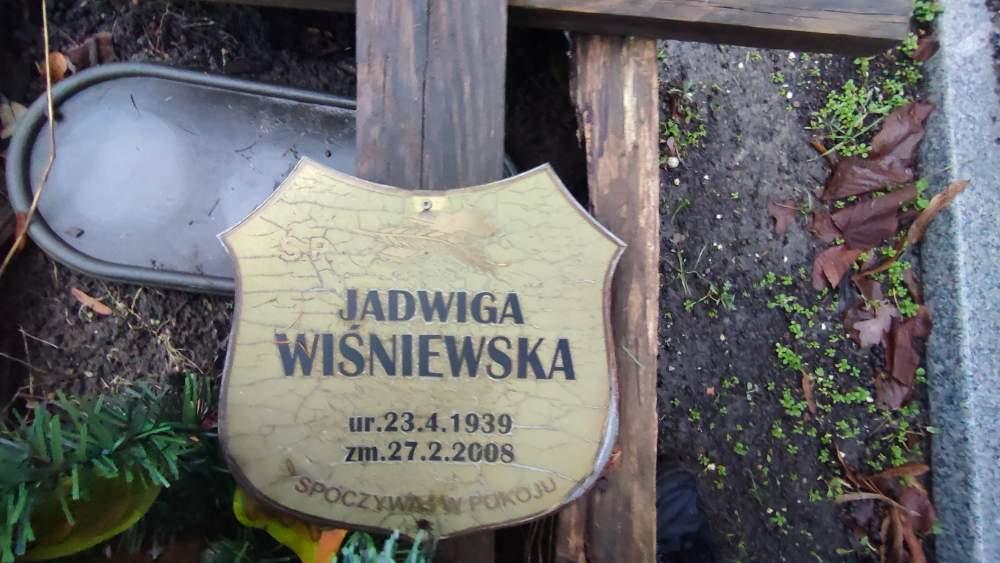 Ś.P.
JADWIGA
WIŚNIEWSKA
ur.23.4.1939
zm.27.2.2008
SPOCZYWAJ W POKOJU